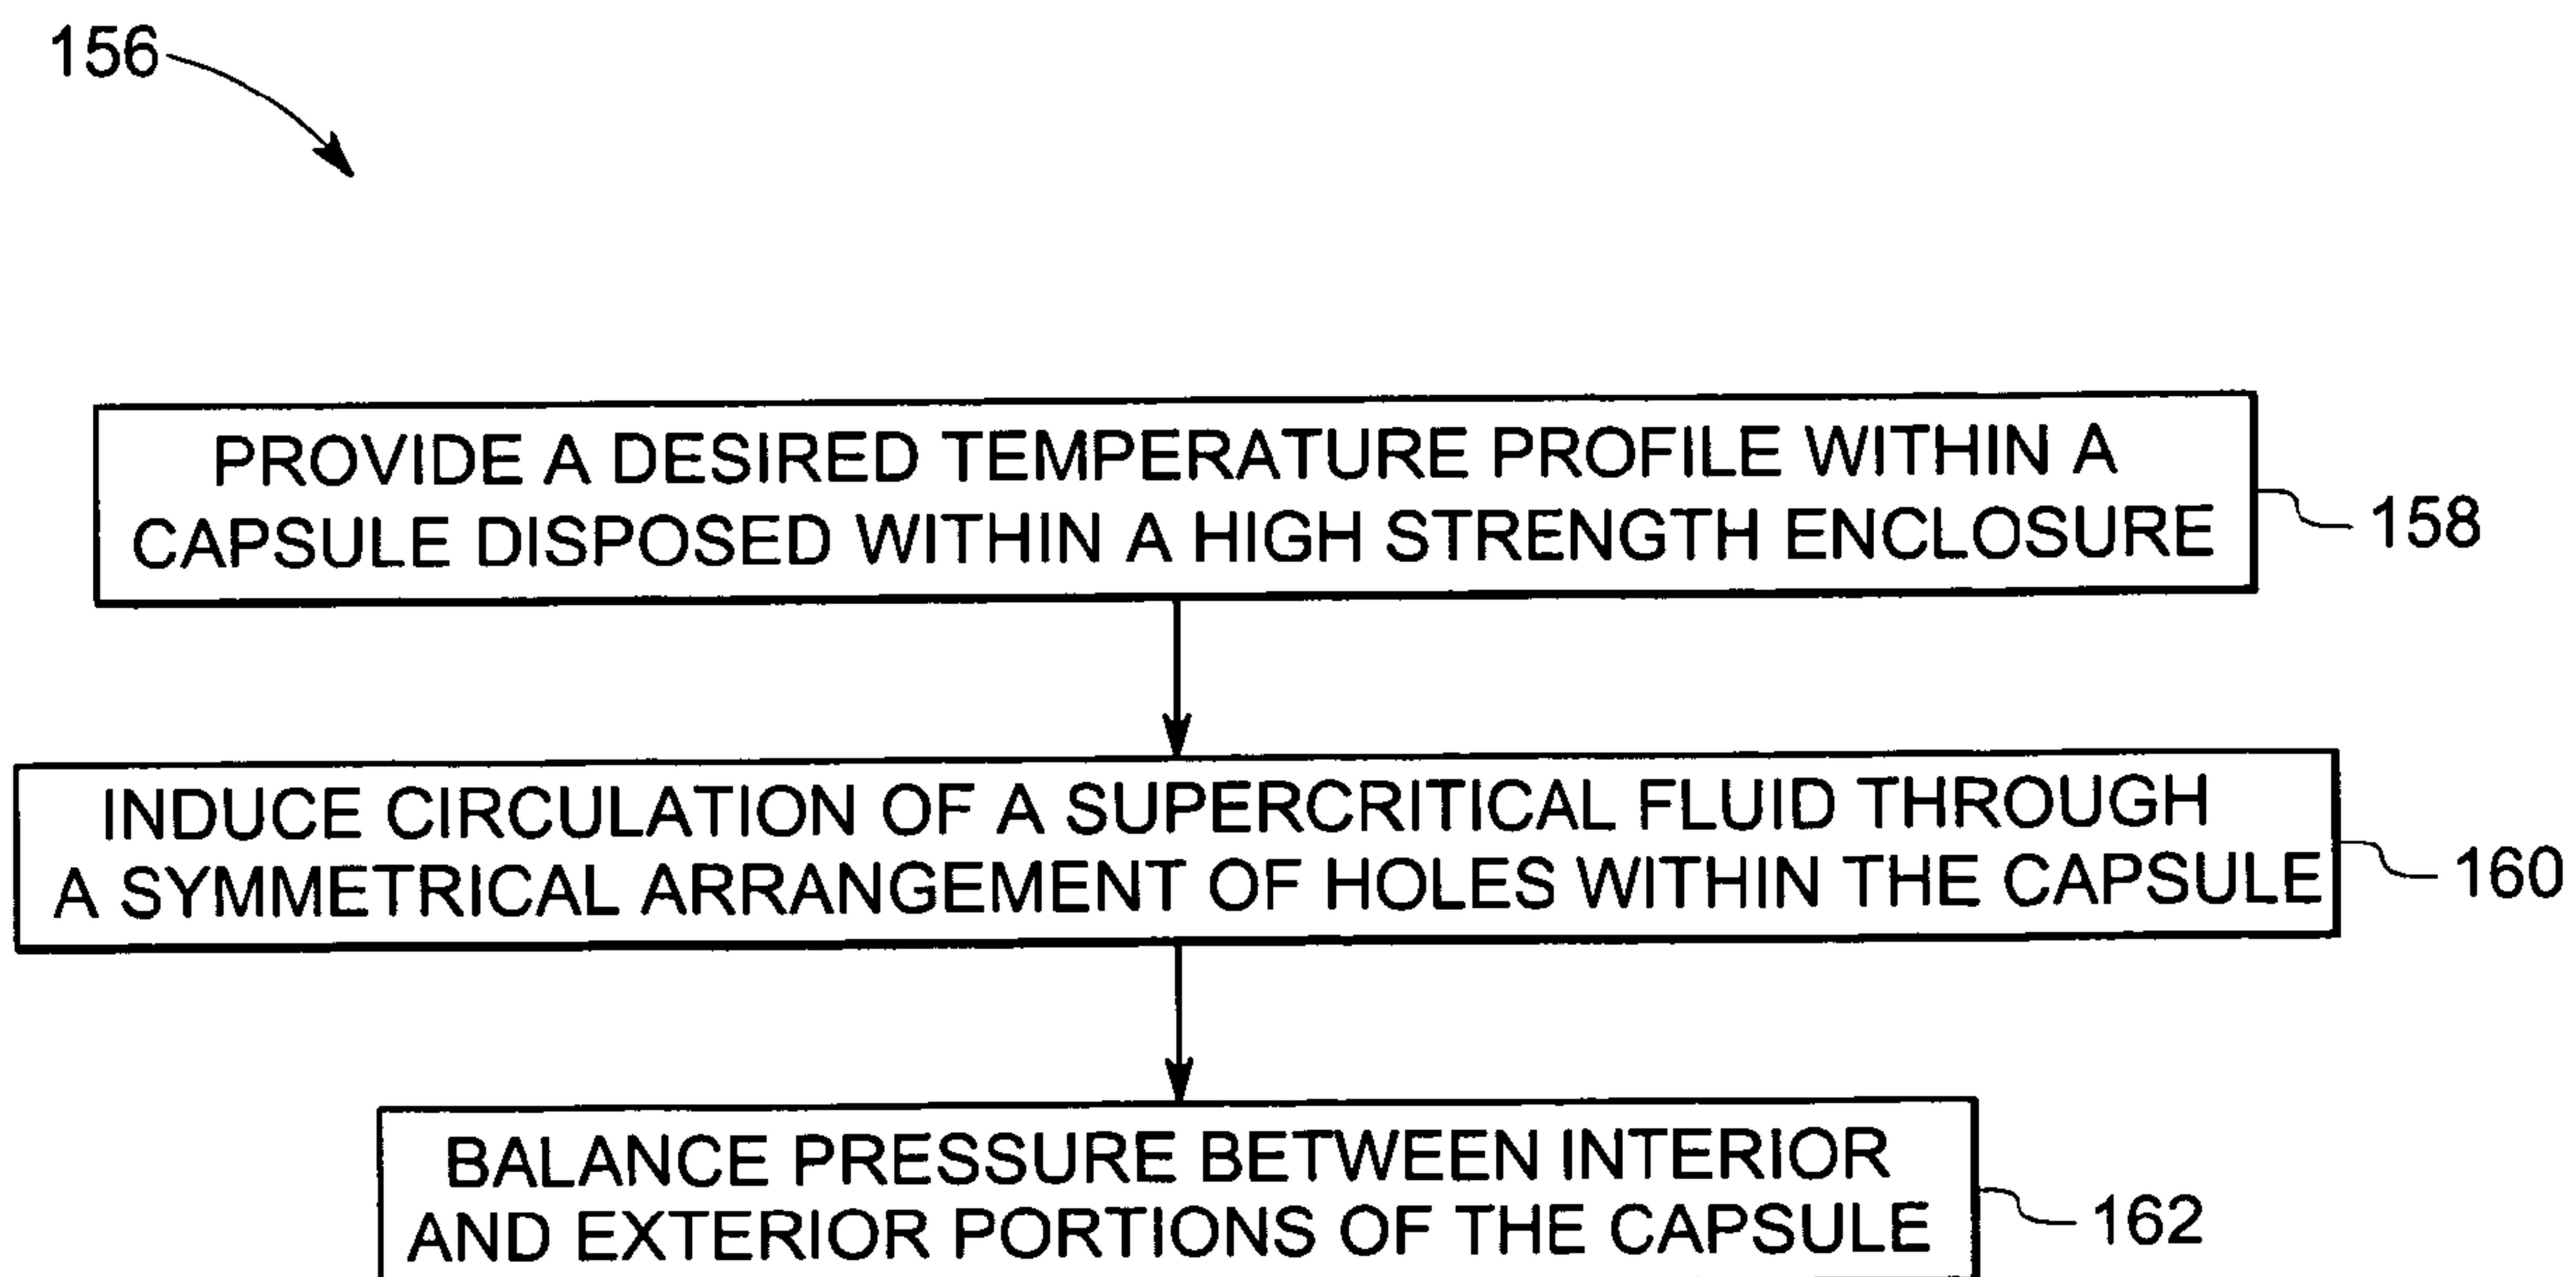 156
PROVIDE A DESIRED TEMPERATURE PROFILE WITHIN A
CAPSULE DISPOSED WITHIN A HIGH STRENGTH ENCLOSURE
158
INDUCE CIRCULATION OF A SUPERCRITICAL FLUID THROUGH
A SYMMETRICAL ARRANGEMENT OF HOLES WITHIN THE CAPSULE
160
BALANCE PRESSURE BETWEEN INTERIOR
AND EXTERIOR PORTIONS OF THE CAPSULE
162